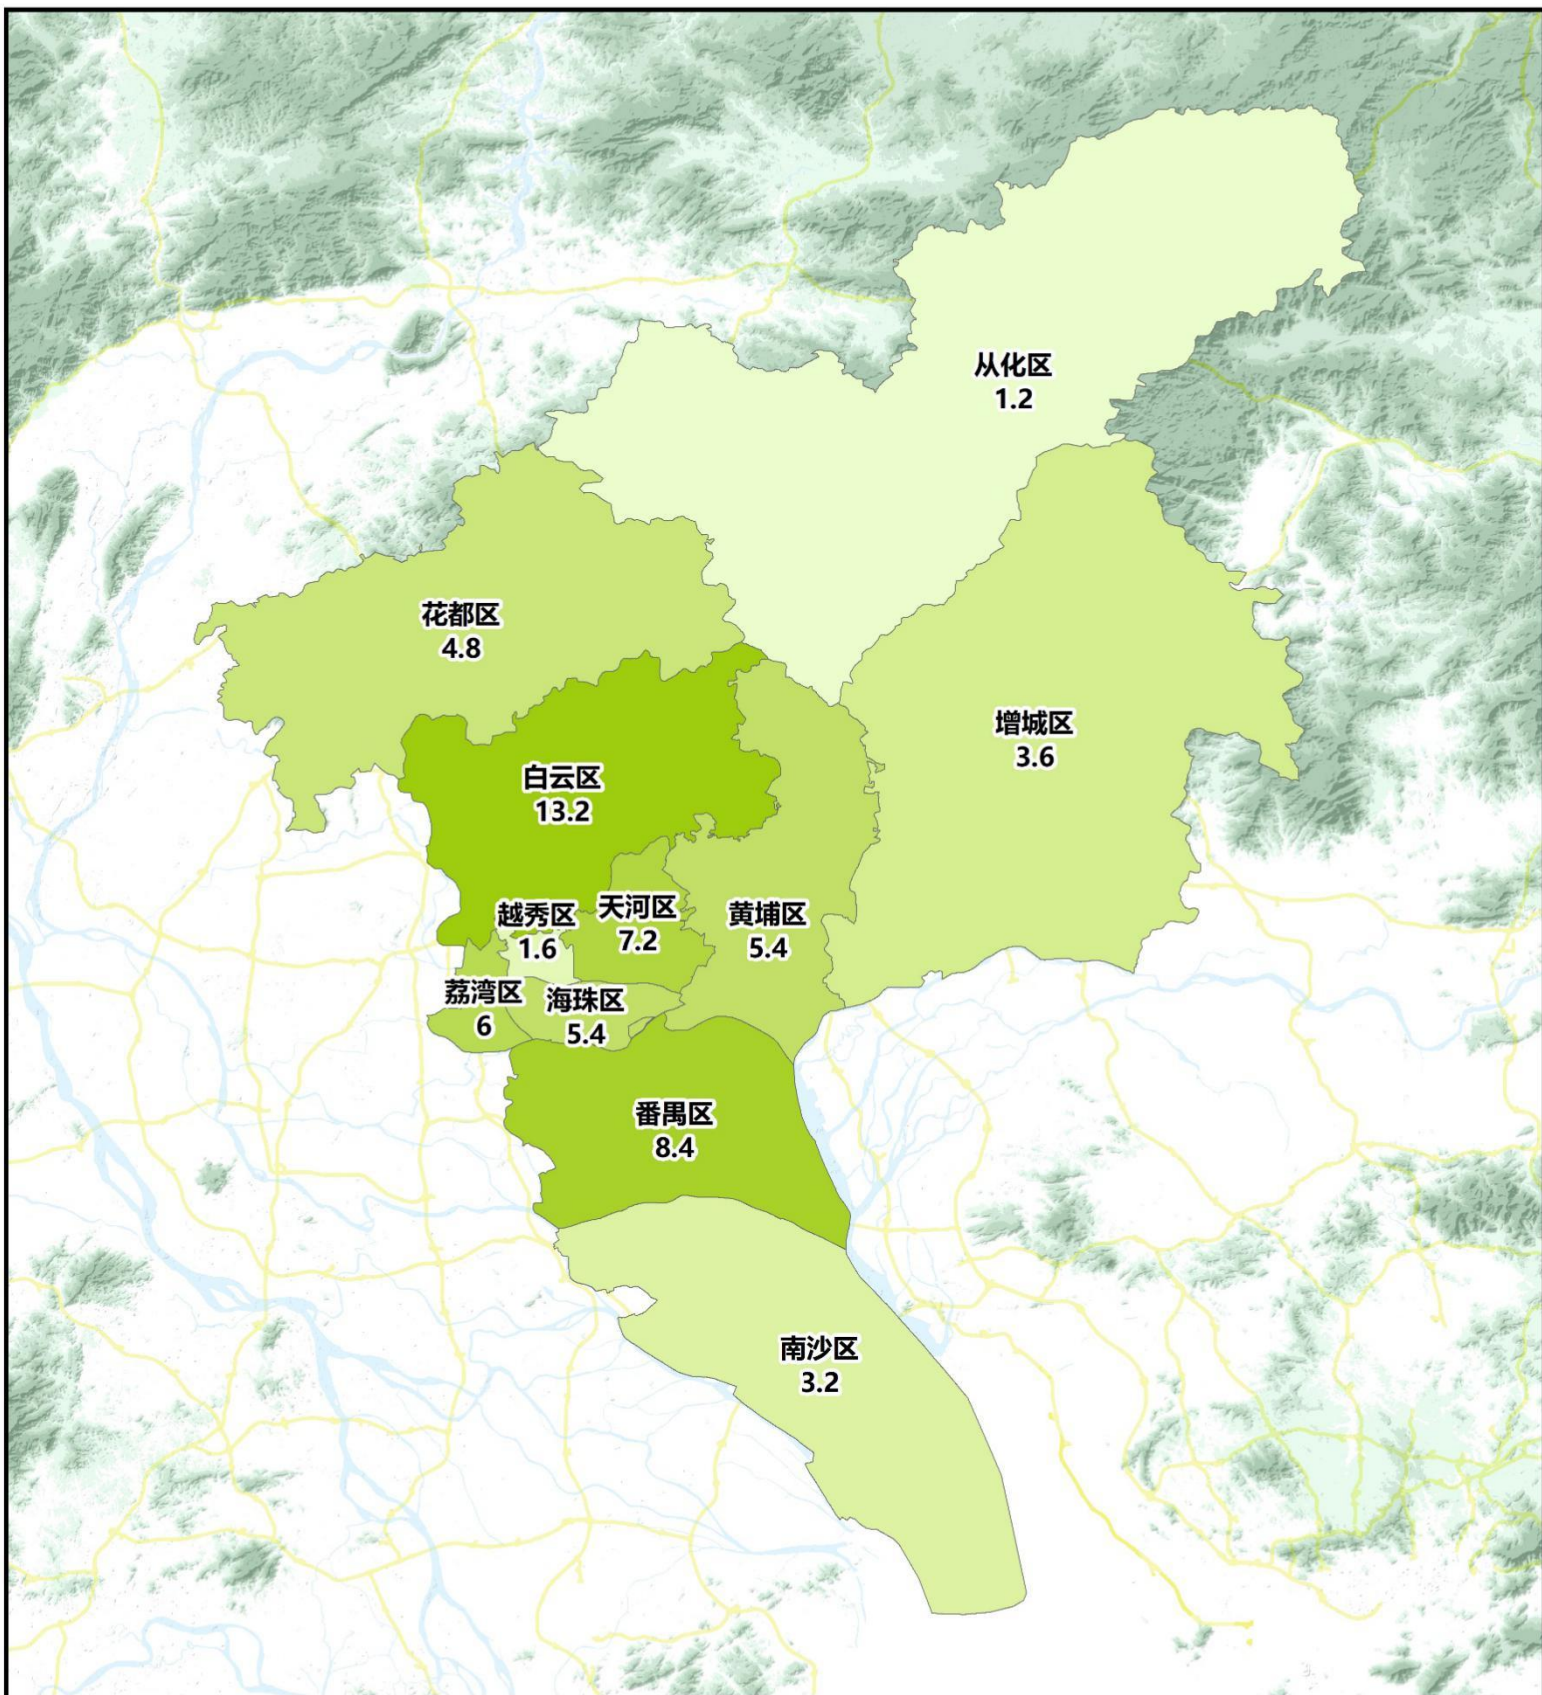 从化区
1.2
花都区
4.8
增城区
3.6
白云区
13.2
越秀区
1.6
天河区
7.2
黄埔区
5.4
荔湾区
6
海珠区
5.4
番禺区
8.4
南沙区
3.2